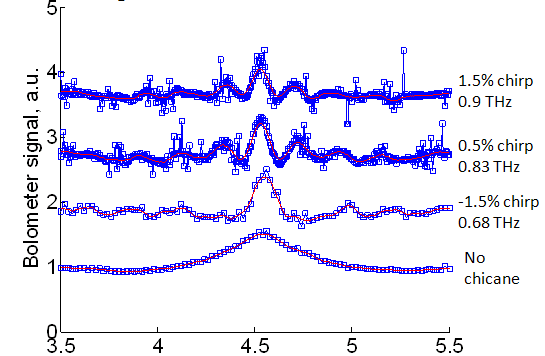 5
4
3
2
1
0
Bolometer signal, a.u.
1.5% chirp
0.9 THz
0.5% chirp
0.83 THz
-1.5% chirp
0.68 THz
No
chicane
3.5
4
4.5
5
5.5